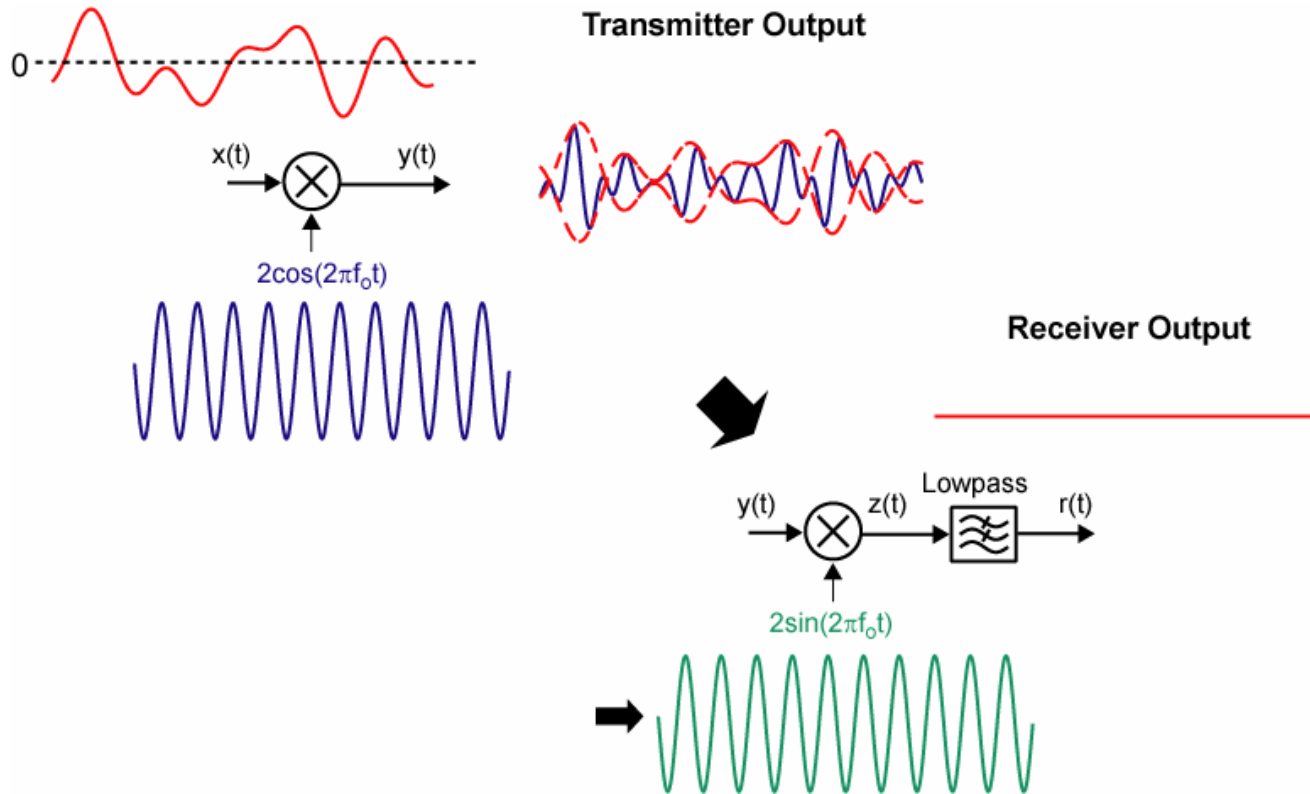 Transmitter Output
0
x(t)
y(t)
2cos(2πfₒt)
Receiver Output
y(t)
z(t)
Lowpass
r(t)
2sin(2πfₒt)